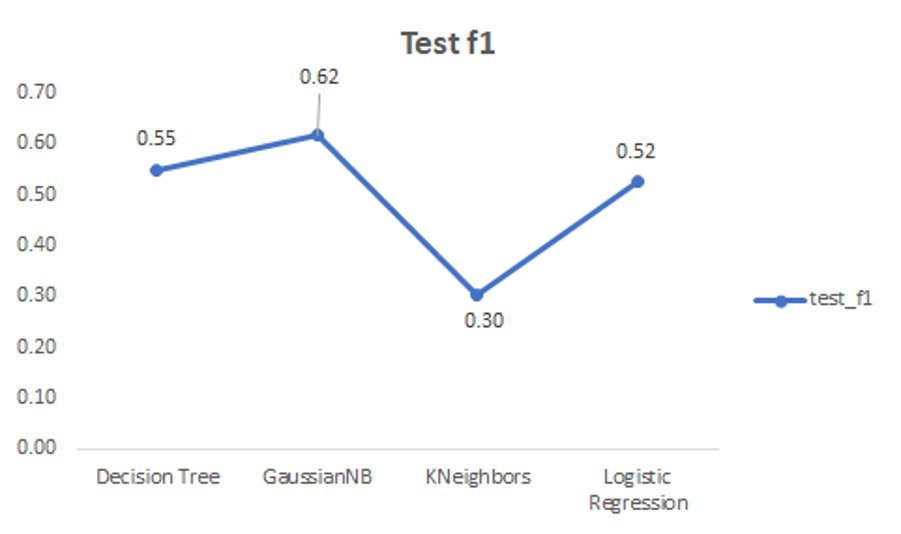 Test f1
0.70
0.60
0.50
0.40
0.30
0.20
0.10
0.00
0.55
0.62
0.30
0.52
Decision Tree
GaussianNB
KNeighbors
Logistic
Regression
test_f1